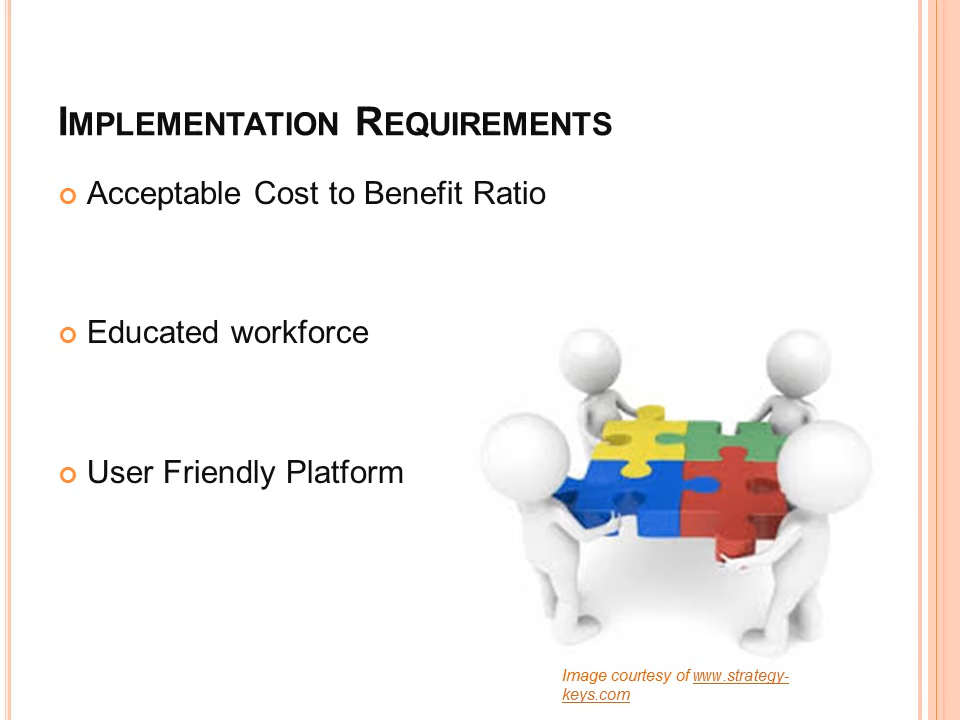 IMPLEMENTATION REQUIREMENTS
Acceptable Cost to Benefit Ratio
Educated workforce
User Friendly Platform
Image courtesy of www.strategy-
keys.com